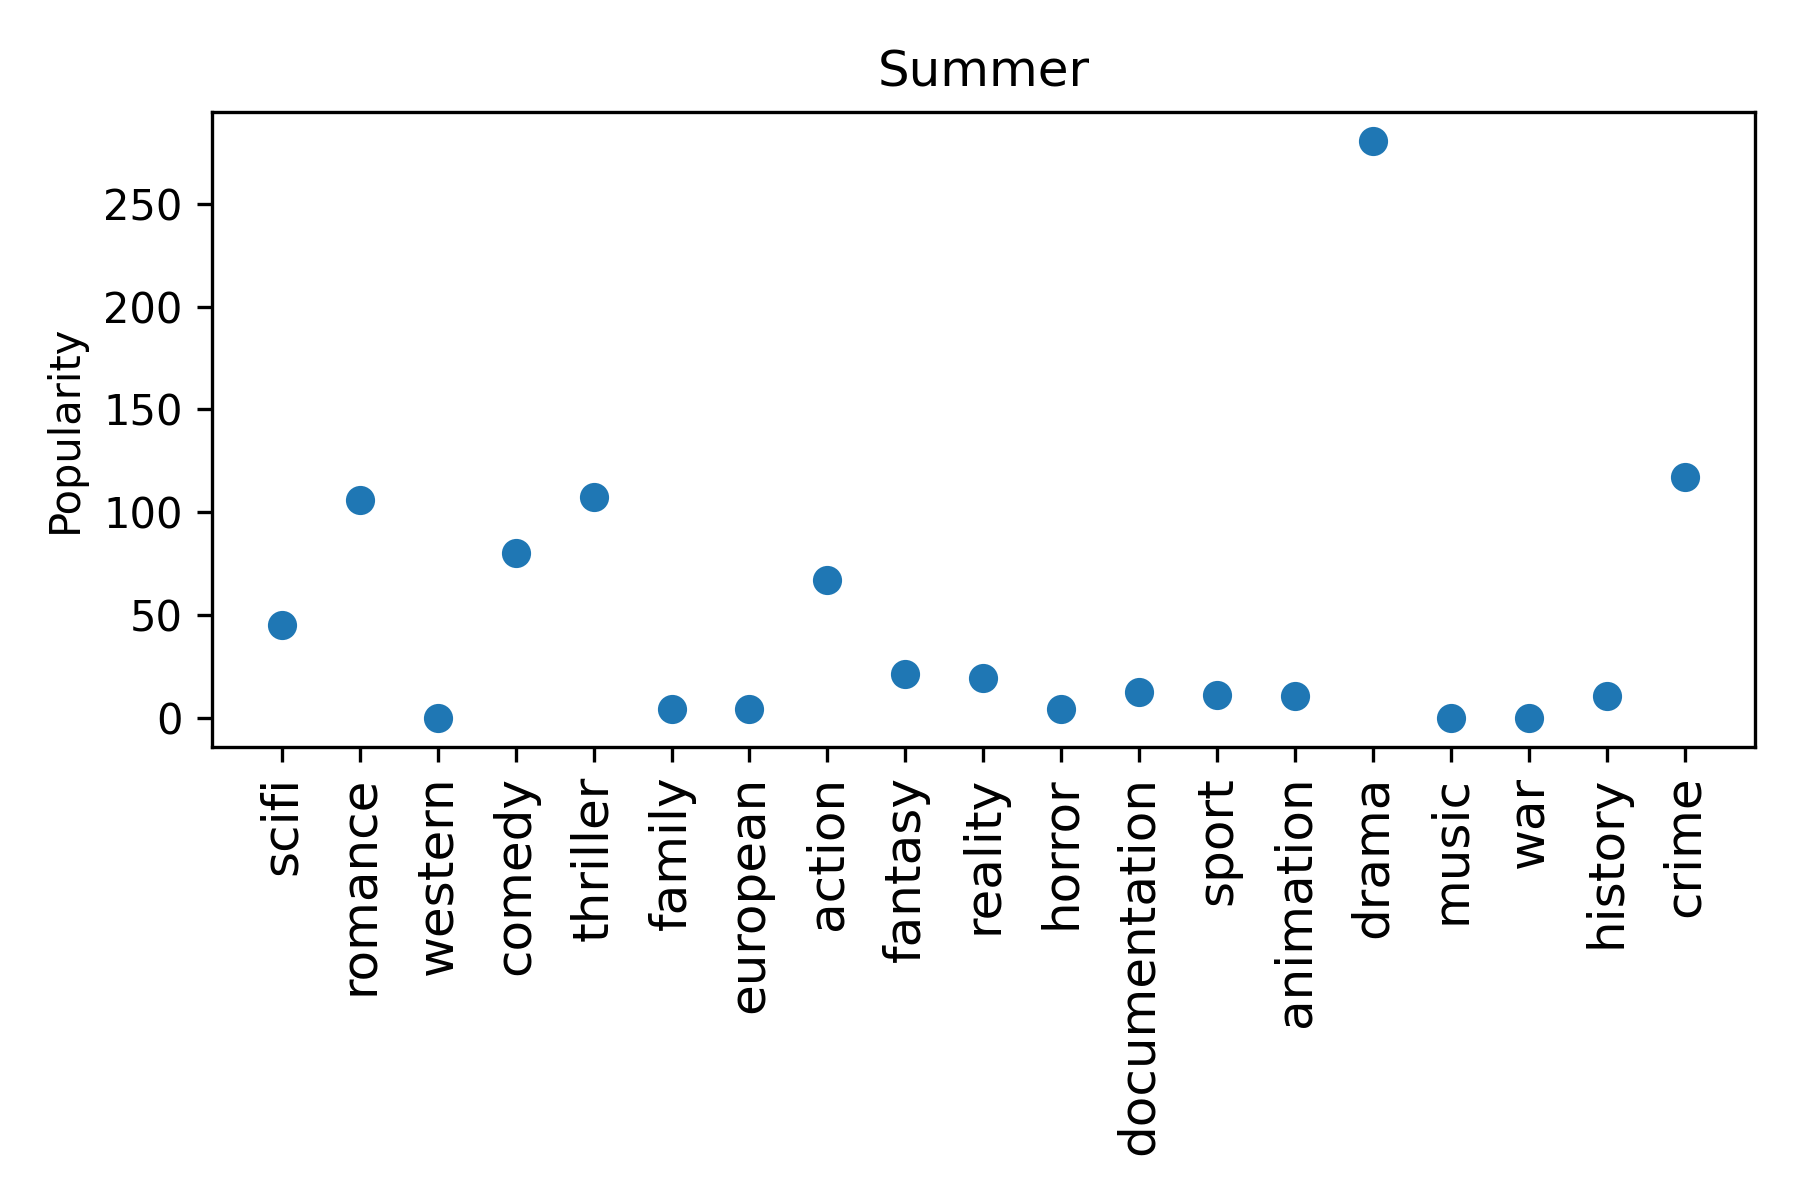 Summer
Popularity
250
200
150
100
50
0
scifi
romance
western
comedy
thriller
family
european
action
fantasy
reality
horror
documentation
sport
animation
drama
music
war
history
crime